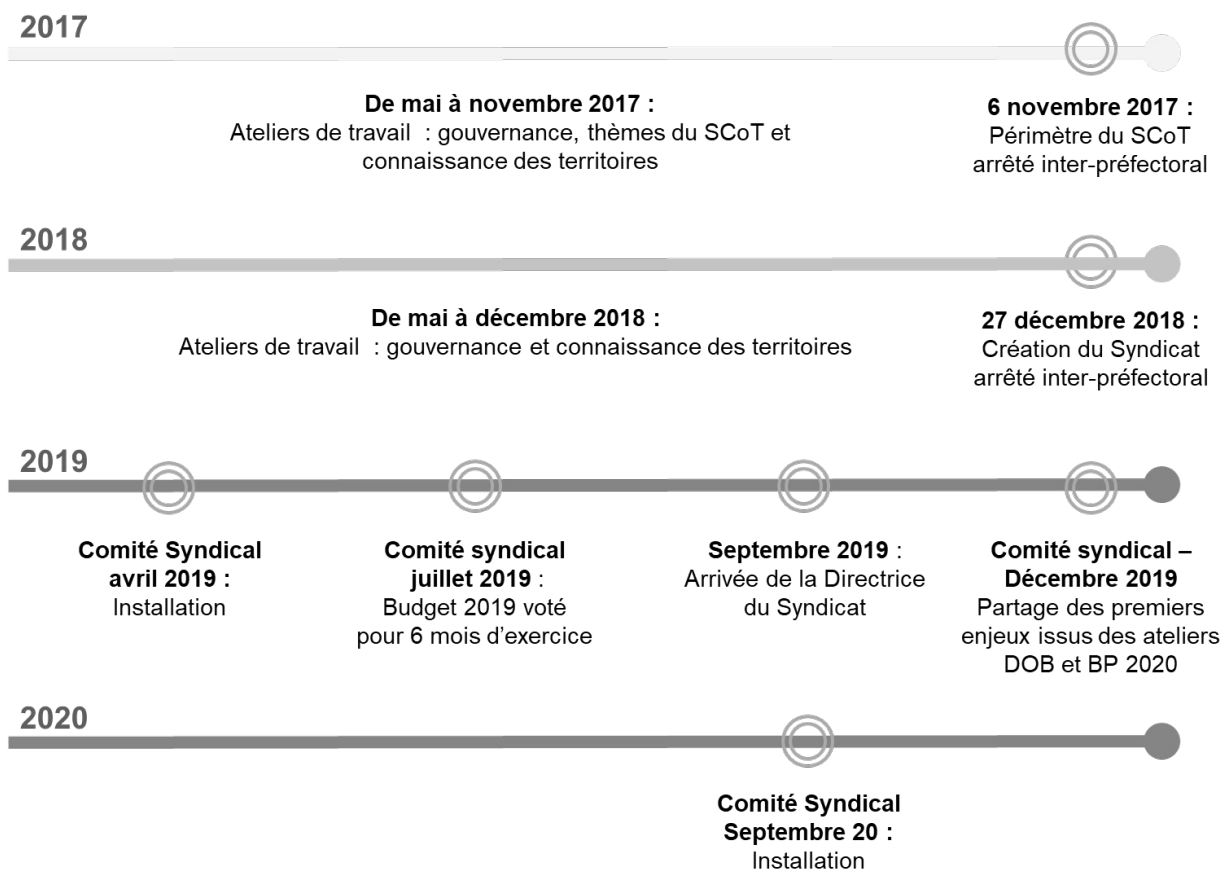 2017
De mai à novembre 2017 :
Ateliers de travail : gouvernance, thèmes du SCoT et
connaissance des territoires
6 novembre 2017 :
Périmètre du SCoT
arrêté inter-préfectoral
2018
De mai à décembre 2018 :
Ateliers de travail : gouvernance et connaissance des territoires
27 décembre 2018 :
Création du Syndicat
arrêté inter-préfectoral
2019
Comité Syndical
avril 2019 :
Installation
Comité syndical
juillet 2019 :
Budget 2019 voté
pour 6 mois d’exercice
Septembre 2019 :
Arrivée de la Directrice
du Syndicat
Comité syndical –
Décembre 2019
Partage des premiers
enjeux issus des ateliers
DOB et BP 2020
2020
Comité Syndical
Septembre 20 :
Installation